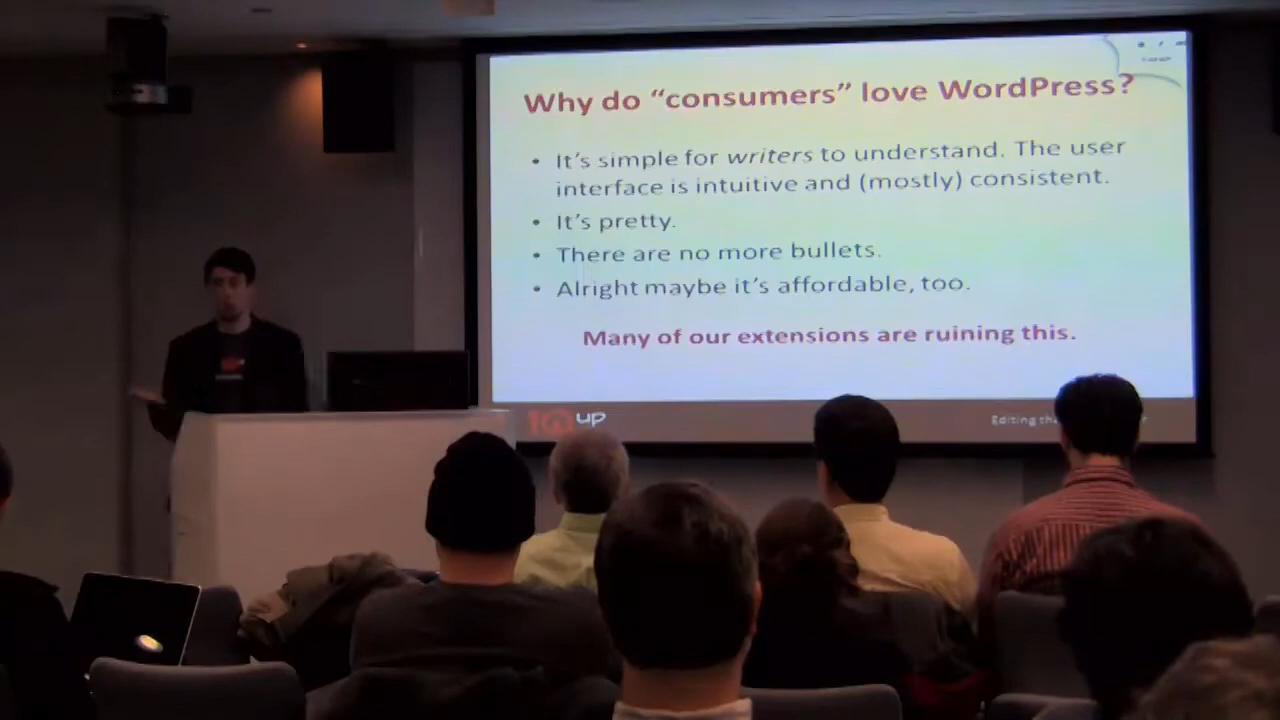 Why do “consumers” love WordPress?
• It’s simple for writers to understand. The user
interface is intuitive and (mostly) consistent.
• It’s pretty.
• There are no more bullets.
• Alright maybe it’s affordable, too.
Many of our extensions are ruining this.
10up
Editing